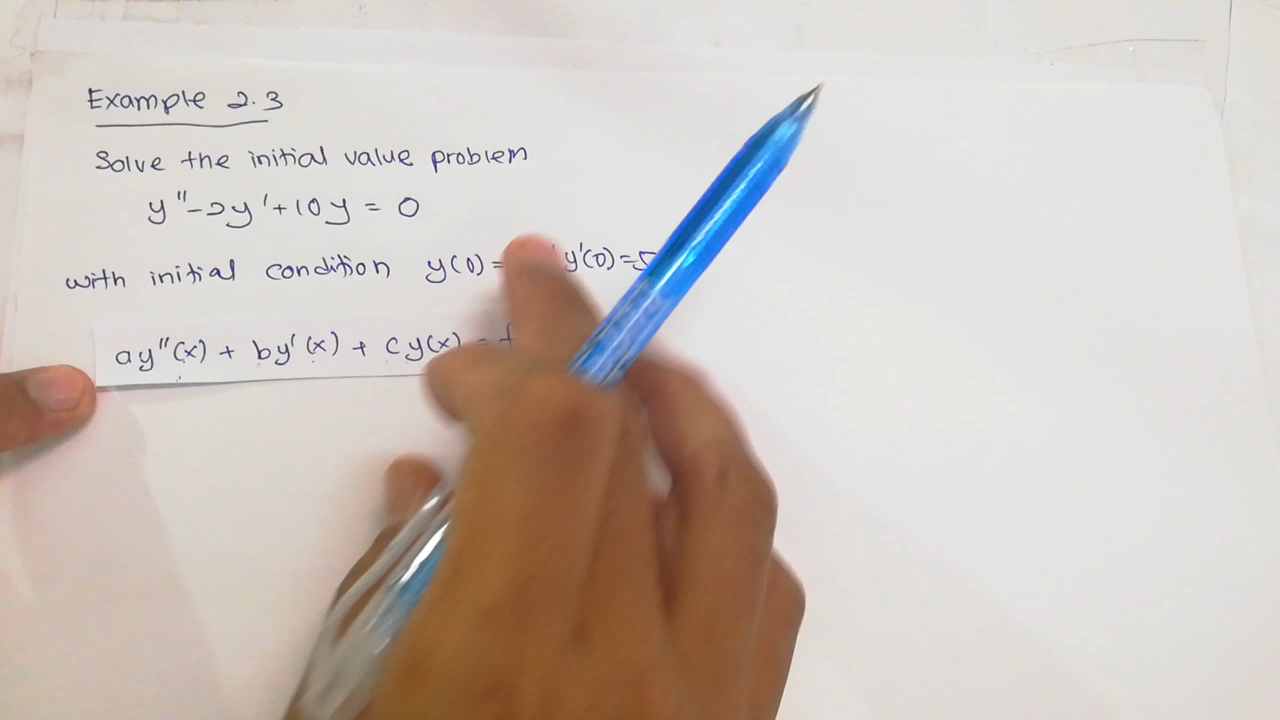 Example 2.3
Solve the initial value problem
y"-2y'+10y = 0
with initial condition y(0)= y'(0)=5
ay"(x) + by'(x) + cy(x) =